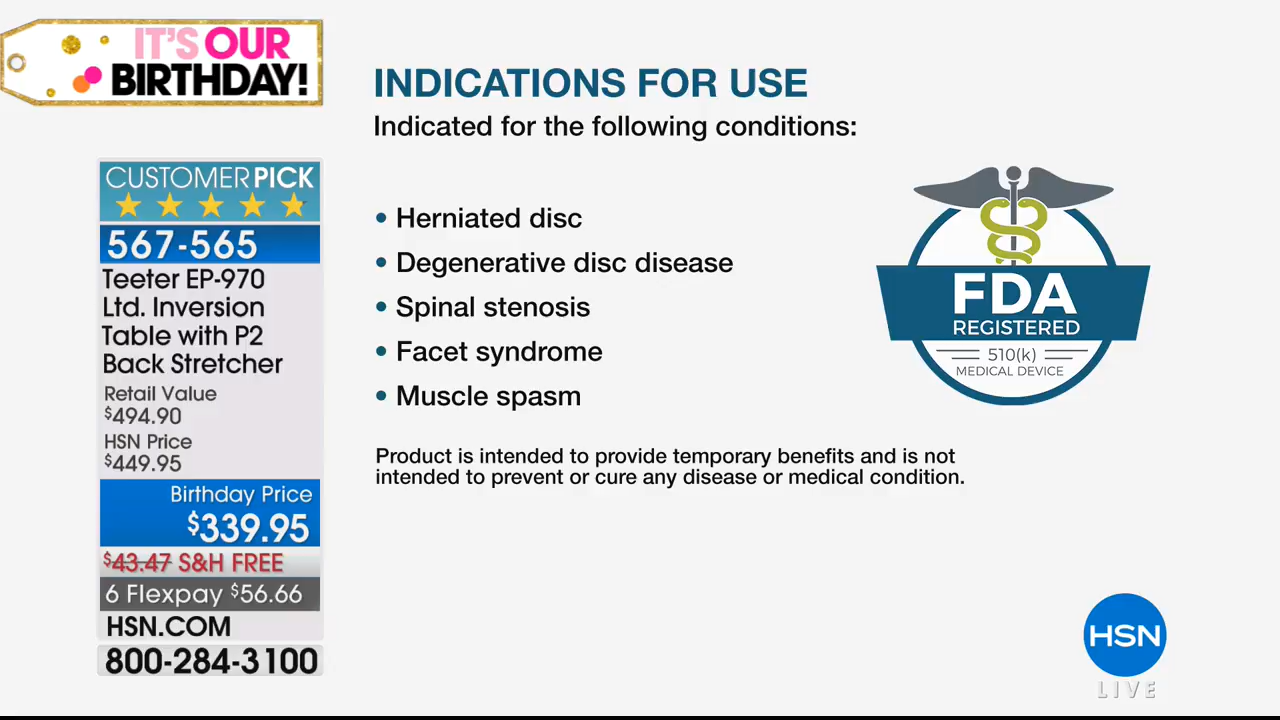 IT'S OUR
BIRTHDAY!
INDICATIONS FOR USE
Indicated for the following conditions:
• Herniated disc
• Degenerative disc disease
• Spinal stenosis
• Facet syndrome
• Muscle spasm
Product is intended to provide temporary benefits and is not
intended to prevent or cure any disease or medical condition.
FDA
REGISTERED
510(k)
MEDICAL DEVICE
CUSTOMER PICK
567-565
Teeter EP-970
Ltd. Inversion
Table with P2
Back Stretcher
Retail Value
$494.90
HSN Price
$449.95
Birthday Price
$339.95
$43.47 S&H FREE
6 Flexpay $56.66
HSN.COM
800-284-3100
HSN
LIVE